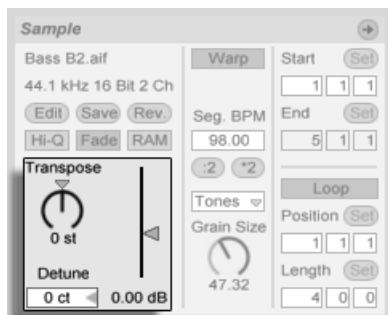 Sample
Bass B2.aif
44.1 kHz 16 Bit 2 Ch
Edit Save Rev.
Hi-Q Fade RAM
Transpose
0 st
Detune
0 ct 0.00 dB
Warp
Seg. BPM
98.00
:2 *2
Tones
Grain Size
47.32
Start Set
1 1 1
End Set
5 1 1
Loop
Position Set
1 1 1
Length Set
4 0 0